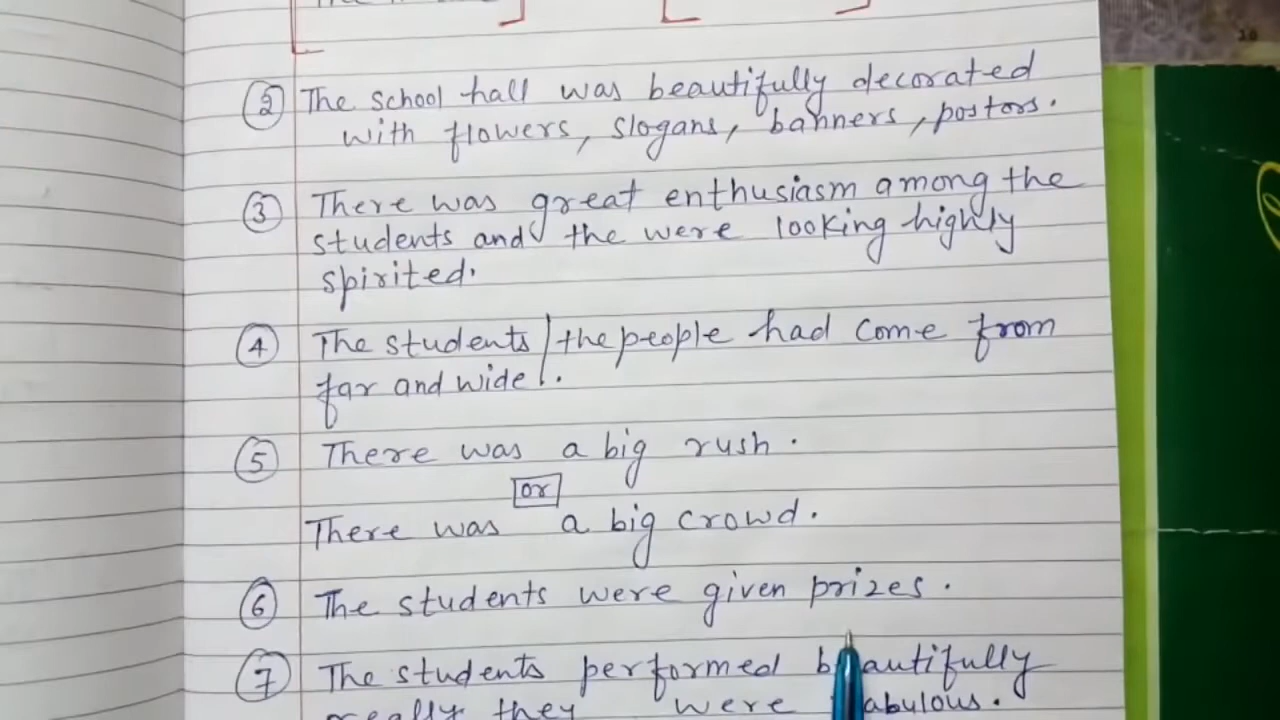 ② The school hall was beautifully decorated
with flowers, slogans, banners, postors.
③ There was great enthusiasm among the
students and the were looking highly
spirited.
④ The students / the people had come from
far and wide.
⑤ There was a big rush.
or
There was a big crowd.
⑥ The students were given prizes.
⑦ The students performed beautifully
really they were fabulous.